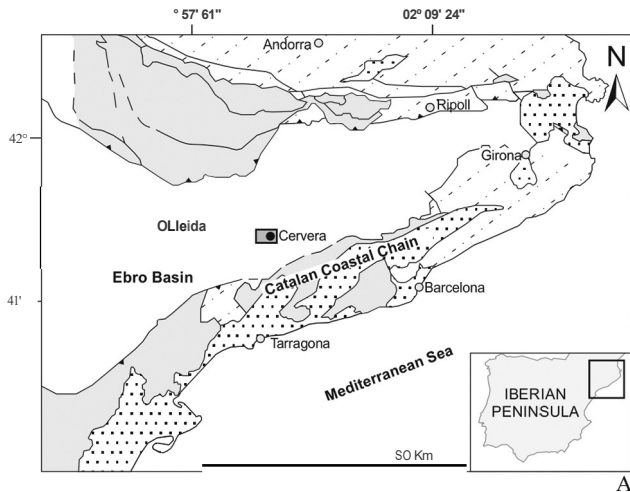 ° 57' 61"
02° 09' 24"
Andorra
N
Ripoll
42°
Girona
OLleida
Cervera
Catalan Coastal Chain
Ebro Basin
Barcelona
41'
Tarragona
Mediterranean Sea
IBERIAN
PENINSULA
SO Km
A